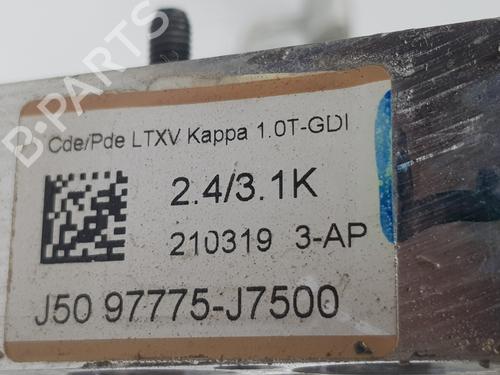 B-PARTS
Cde/Pde LTXV Kappa 1.0T-GDI
2.4/3.1K
210319 3-AP
J50 97775-J7500